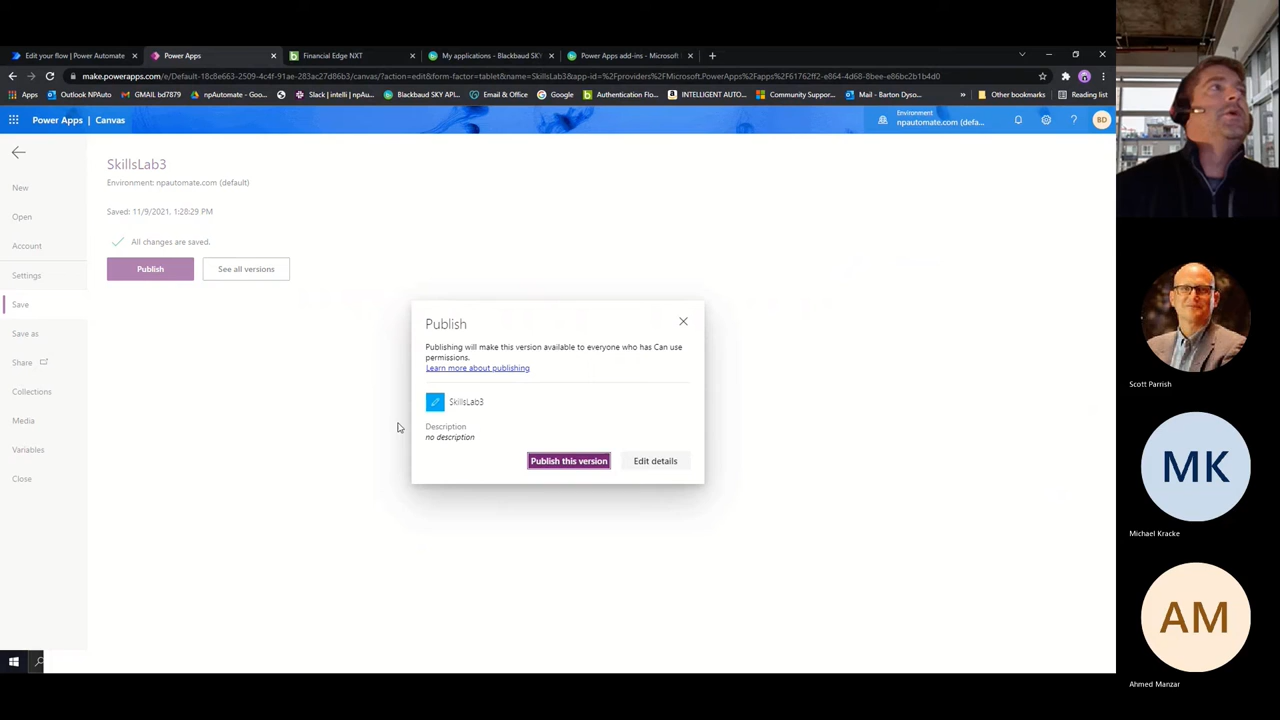 Edit your flow | Power Automate
Power Apps
Financial Edge NXT
My applications - Blackbaud SKY
Power Apps add-ins - Microsoft
make.powerapps.com/e/Default-18c8e663-2509-4c4f-91ae-283ac27d86b3/canvas/?action=edit&form-factor=tablet&name=SkillsLab3&app-id=%2Fproviders%2FMicrosoft.PowerApps%2Fapps%2F61762ff2-e864-4d68-8bee-e86bc2b1b4d0
Apps
Outlook NPAuto
GMAIL bd7879
npAutomate - Goo...
Slack | intelli | npAu...
Blackbaud SKY API...
Email & Office
Google
Authentication Flo...
INTELLIGENT AUTO...
Community Suppor...
Mail - Barton Dyso...
»
Other bookmarks
Reading list
Power Apps | Canvas
Environment
npautomate.com (defa...
?
BD
SkillsLab3
Environment: npautomate.com (default)
New
Saved: 11/9/2021, 1:28:29 PM
Open
Account
All changes are saved.
Publish
See all versions
Settings
Save
Save as
Share
Collections
Media
Variables
Close
Publish
Publishing will make this version available to everyone who has Can use
permissions.
Learn more about publishing
SkillsLab3
Description
no description
Publish this version
Edit details
Scott Parrish
MK
Michael Kracke
AM
Ahmed Manzar